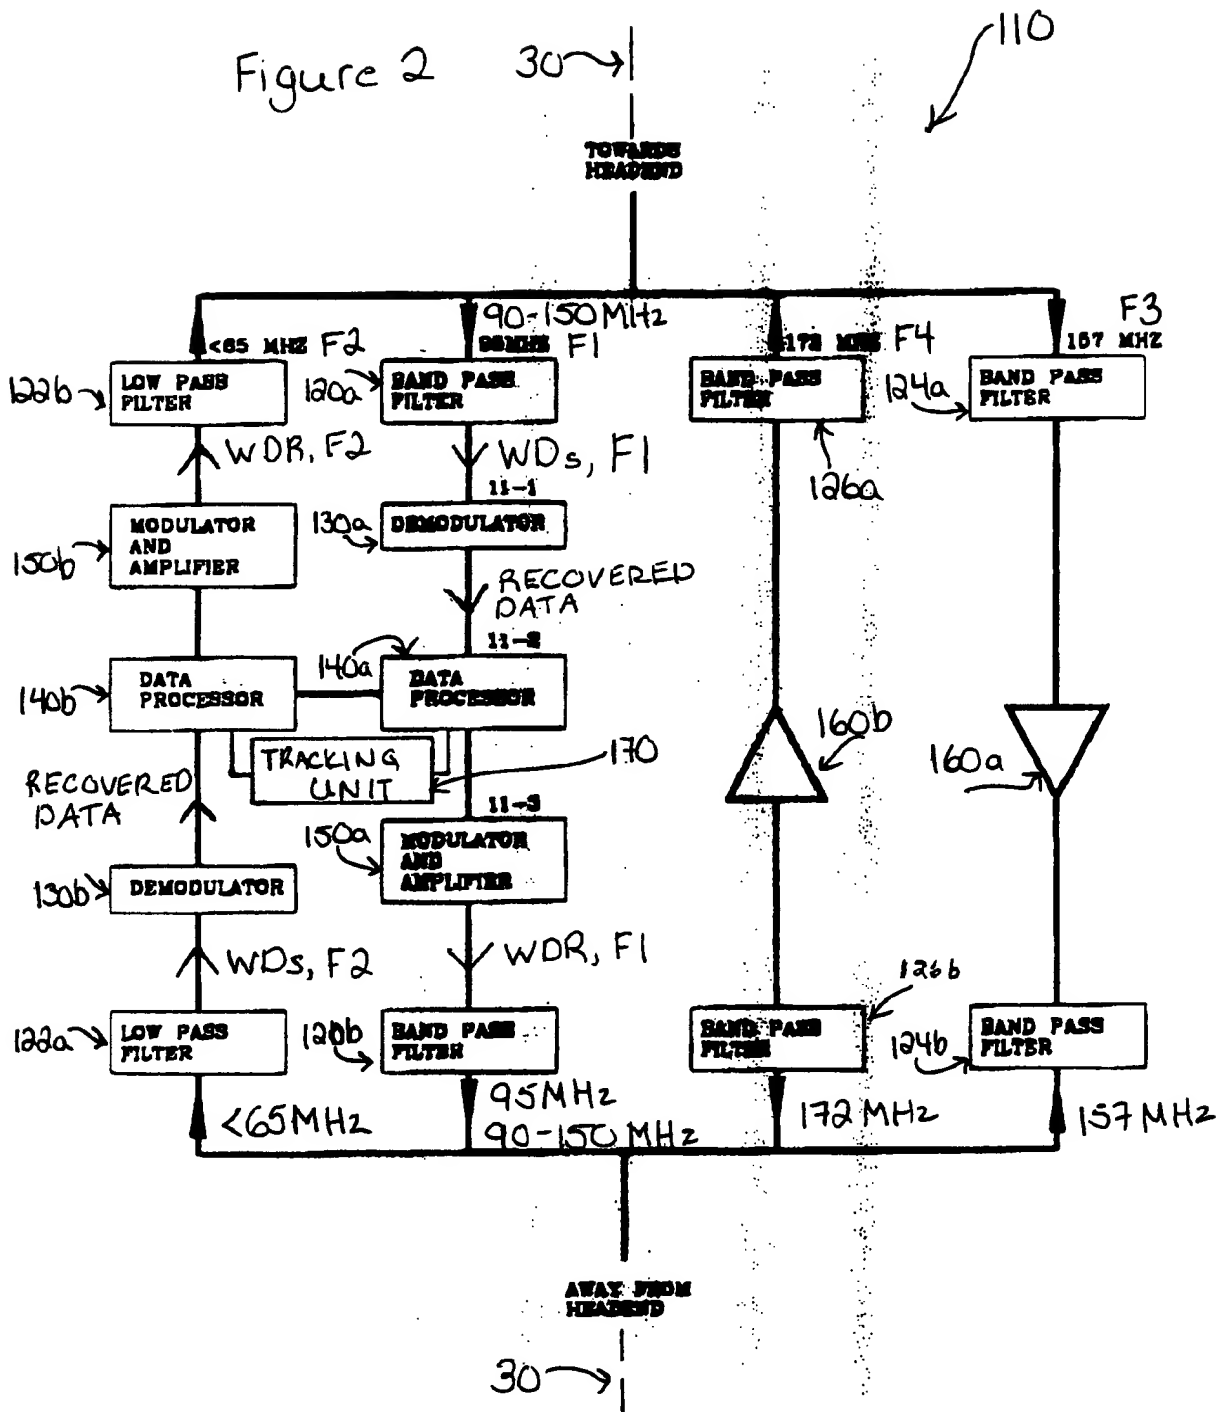 Figure 2
30
110
TOWARDS
HEADEND
90-150 MHz
F3
<65 MHZ F2
95MHZ F1
172 MHZ F4
157 MHZ
122b
LOW PASS
FILTER
120a
BAND PASS
FILTER
BAND PASS
FILTER
124a
BAND PASS
FILTER
WDR, F2
WDs, F1
126a
11-1
150b
MODULATOR
AND
AMPLIFIER
130a
DEMODULATOR
RECOVERED
DATA
11-2
140b
DATA
PROCESSOR
140a
DATA
PROCESSOR
160b
160a
TRACKING
UNIT
170
RECOVERED
DATA
11-3
150a
MODULATOR
AND
AMPLIFIER
130b
DEMODULATOR
WDs, F2
WDR, F1
126b
122a
LOW PASS
FILTER
120b
BAND PASS
FILTER
BAND PASS
FILTER
124b
BAND PASS
FILTER
<65MHz
95MHz
90-150 MHz
172 MHz
157 MHz
AWAY FROM
HEADEND
30